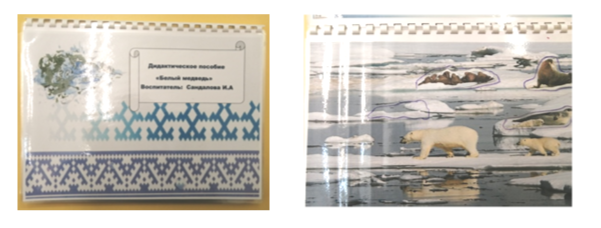 Дидактическое пособие
«Белый медведь»
Воспитатель: Сандалова И.А